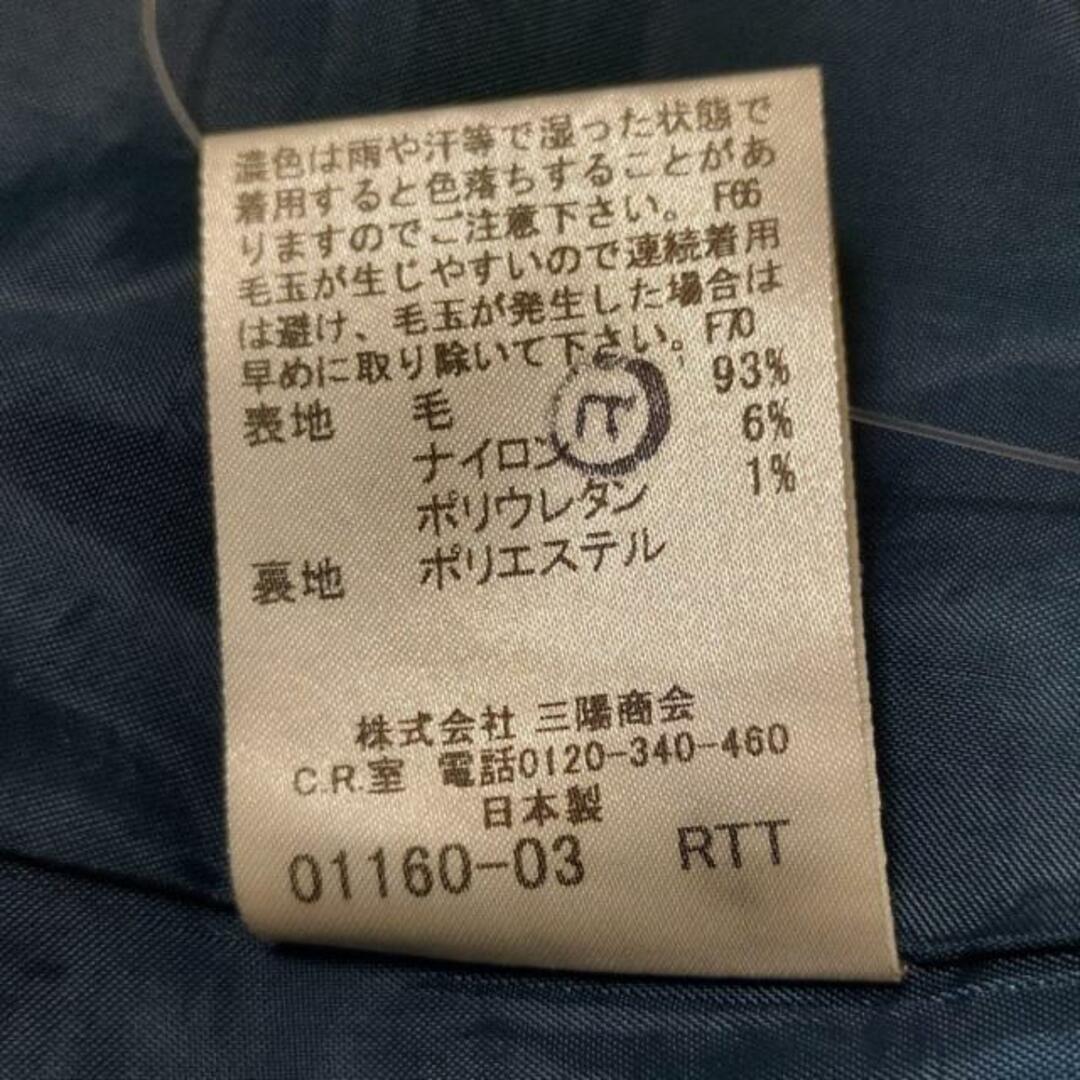 濃色は雨や汗等で湿った状態で
着用すると色落ちすることがあ
りますのでご注意下さい。 F66
毛玉が生じやすいので連続着用
は避け、毛玉が発生した場合は
早めに取り除いて下さい。 F70
表地 毛 93%
ナイロン 6%
ポリウレタン 1%
裏地 ポリエステル
株式会社 三陽商会
C.R.室 電話0120-340-460
日本製
01160-03 RTT